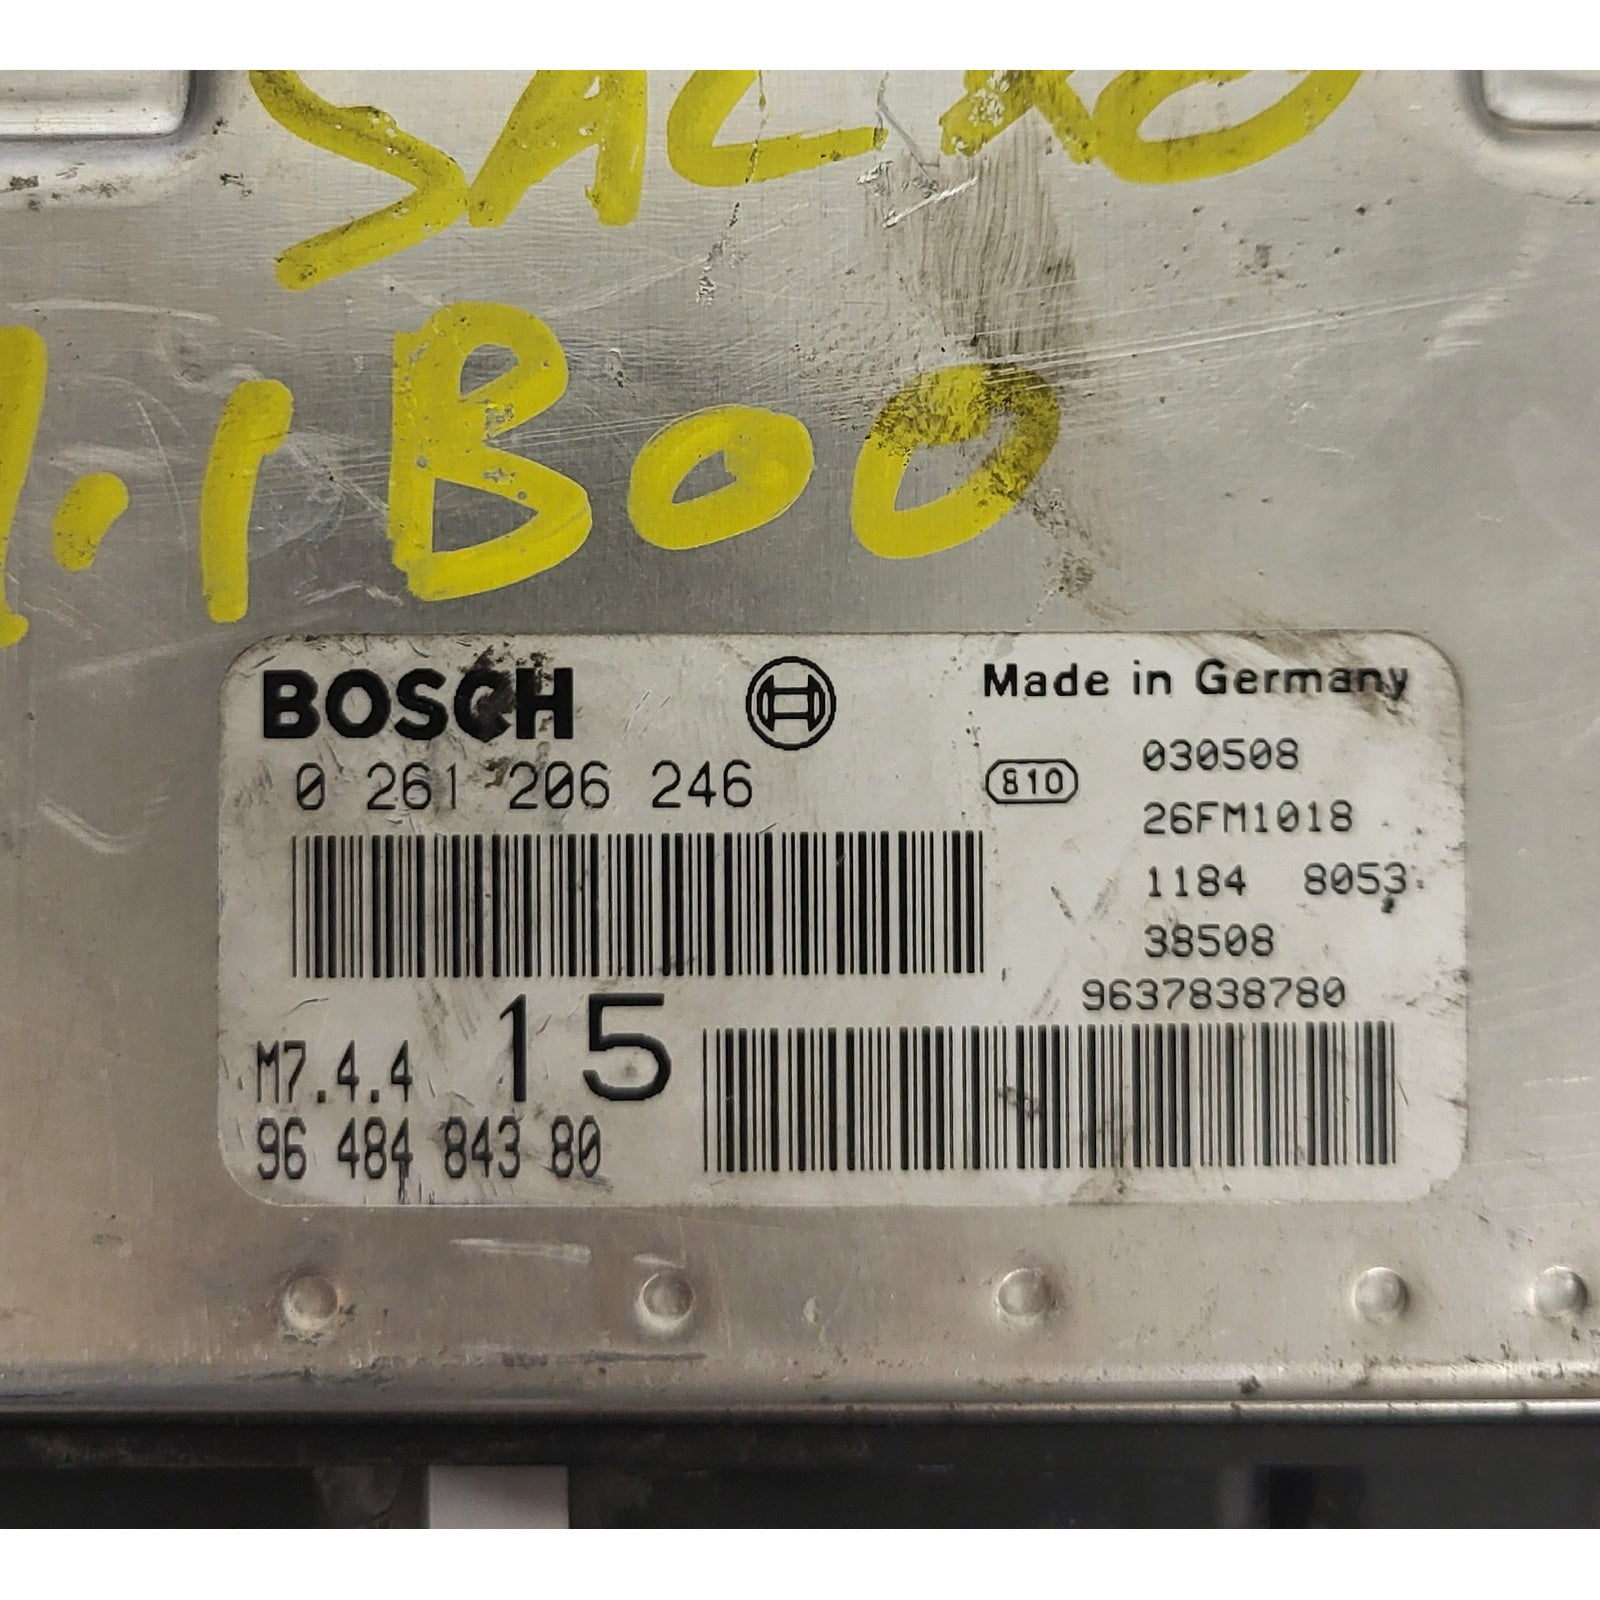 SACXO
1.1 BOO
BOSCH
Made in Germany
0 261 206 246
810
030508
26FM1018
1184 8053
38508
9637838780
M7.4.4
15
96 484 843 80